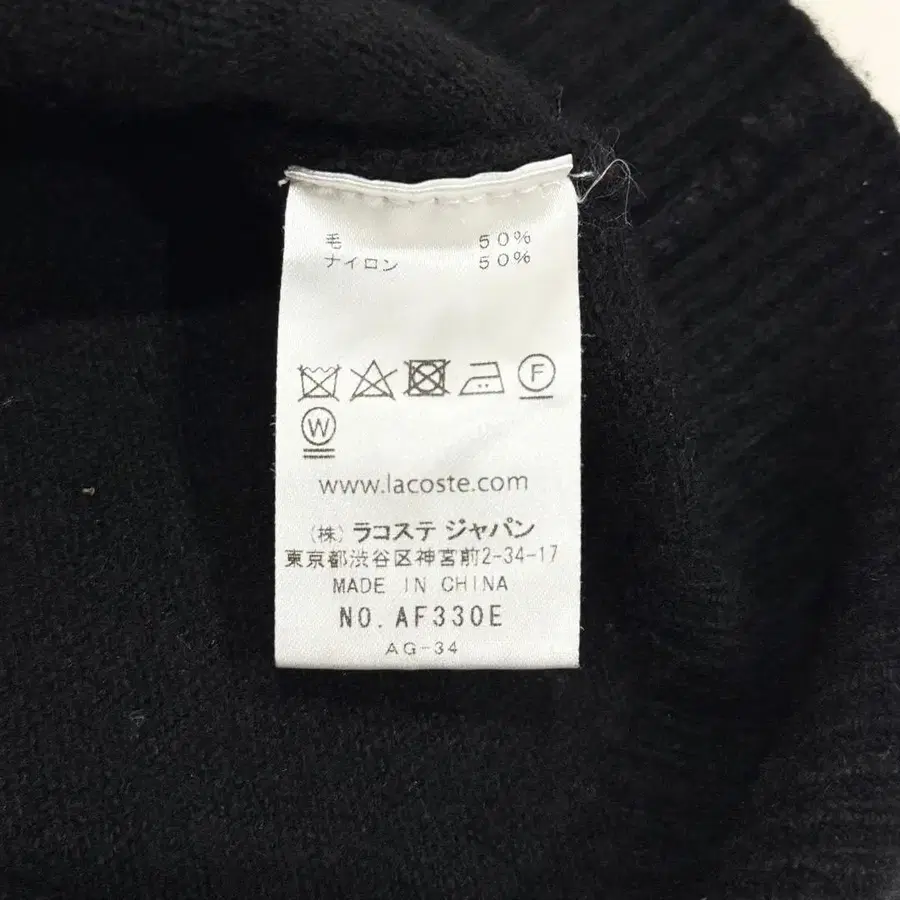 毛 50%
ナイロン 50%
F
W
www.lacoste.com
(株) ラコステ ジャパン
東京都渋谷区神宮前2-34-17
MADE IN CHINA
NO. AF330E
AG-34